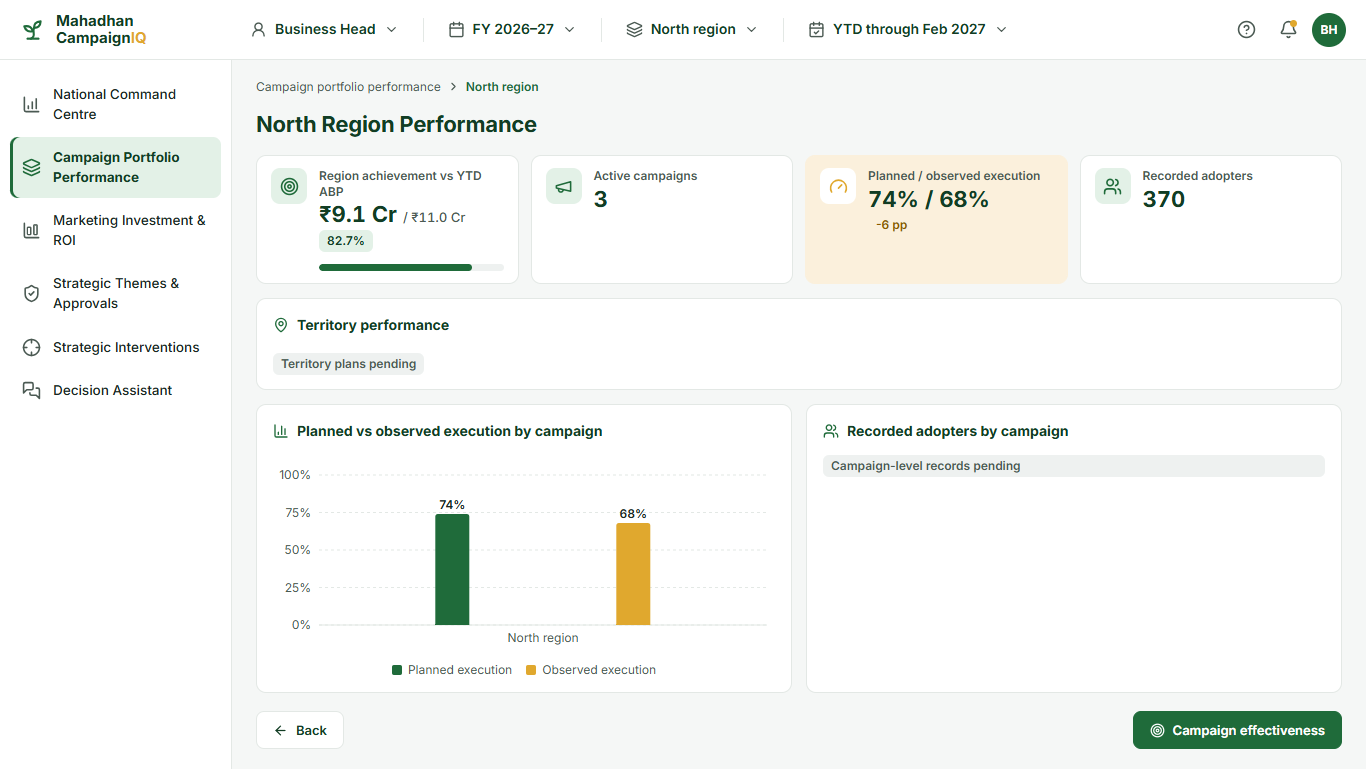 Mahadhan
CampaignIQ
Business Head
FY 2026–27
North region
YTD through Feb 2027
BH
National Command
Centre
Campaign Portfolio
Performance
Marketing Investment &
ROI
Strategic Themes &
Approvals
Strategic Interventions
Decision Assistant
Campaign portfolio performance > North region
North Region Performance
Region achievement vs YTD
ABP
₹9.1 Cr / ₹11.0 Cr
82.7%
Active campaigns
3
Planned / observed execution
74% / 68%
-6 pp
Recorded adopters
370
Territory performance
Territory plans pending
Planned vs observed execution by campaign
100%
75%
50%
25%
0%
74%
68%
North region
Planned execution
Observed execution
Recorded adopters by campaign
Campaign-level records pending
Back
Campaign effectiveness